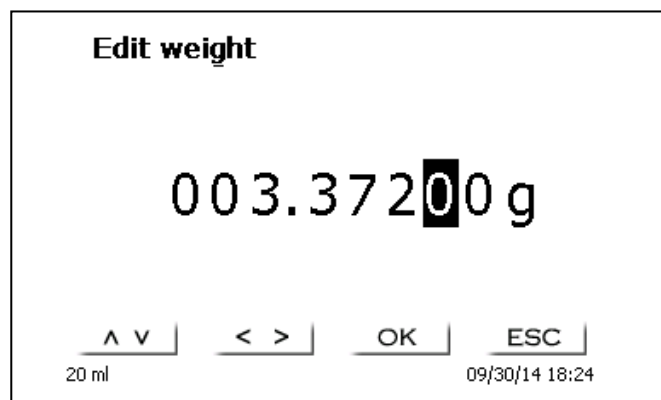 Edit weight
003.37200g
∧ ∨ < > OK ESC
20 ml 09/30/14 18:24